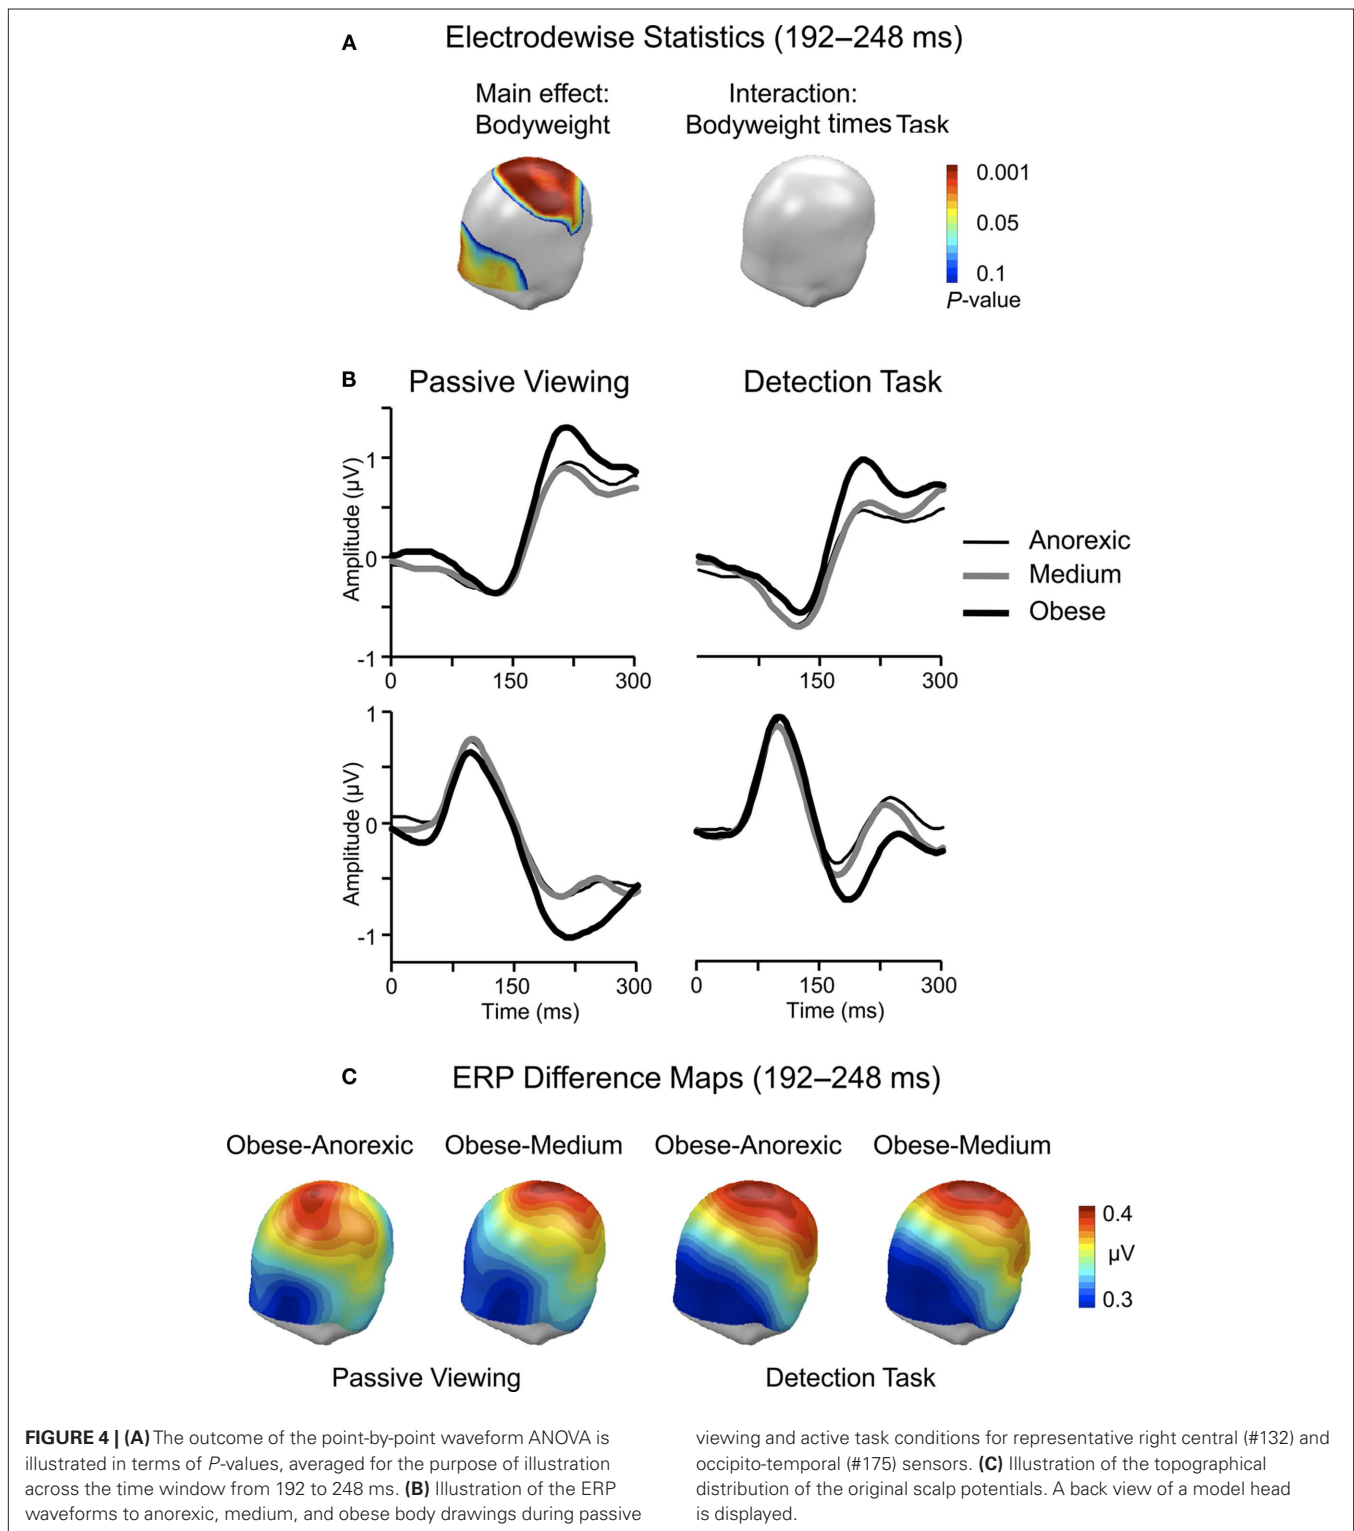 A
Electrodewise Statistics (192–248 ms)
Main effect:
Bodyweight
Interaction:
Bodyweight times Task
0.001
0.05
0.1
P-value
B
Passive Viewing
Detection Task
Amplitude (µV)
1
0
-1
0
150
300
150
300
Anorexic
Medium
Obese
Amplitude (µV)
1
0
-1
0
150
300
Time (ms)
0
150
300
Time (ms)
C
ERP Difference Maps (192–248 ms)
Obese-Anorexic
Obese-Medium
Obese-Anorexic
Obese-Medium
0.4
µV
0.3
Passive Viewing
Detection Task
FIGURE 4 | (A) The outcome of the point-by-point waveform ANOVA is
illustrated in terms of P-values, averaged for the purpose of illustration
across the time window from 192 to 248 ms. (B) Illustration of the ERP
waveforms to anorexic, medium, and obese body drawings during passive
viewing and active task conditions for representative right central (#132) and
occipito-temporal (#175) sensors. (C) Illustration of the topographical
distribution of the original scalp potentials. A back view of a model head
is displayed.